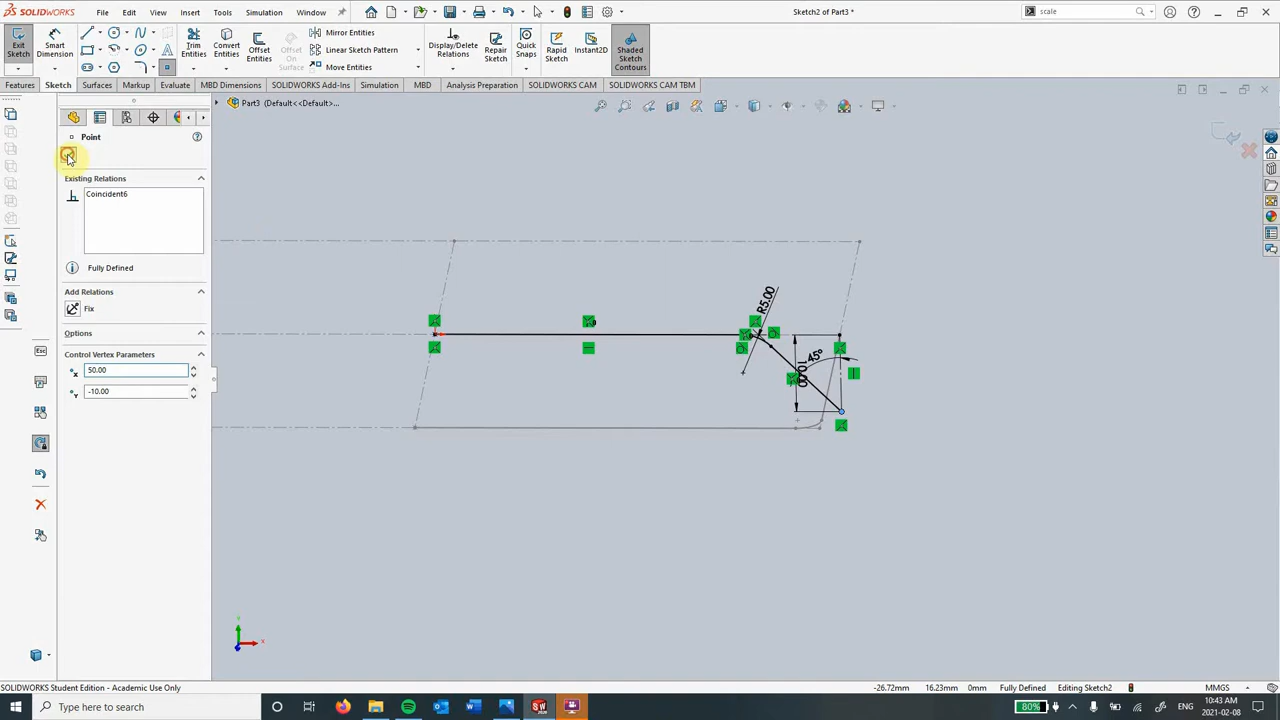 SOLIDWORKS
File Edit View Insert Tools Simulation Window
Sketch2 of Part3 *
scale
Exit Sketch
Smart Dimension
Trim Entities
Convert Entities
Offset Entities
Offset On Surface
Mirror Entities
Linear Sketch Pattern
Move Entities
Display/Delete Relations
Repair Sketch
Quick Snaps
Rapid Sketch
Instant2D
Shaded Sketch Contours
Features Sketch Surfaces Markup Evaluate MBD Dimensions SOLIDWORKS Add-Ins Simulation MBD Analysis Preparation SOLIDWORKS CAM SOLIDWORKS CAM TBM
Part3 (Default<<Default>...
Point
Existing Relations
Coincident6
Fully Defined
Add Relations
Fix
Options
Control Vertex Parameters
50.00
-10.00
R5.00
45°
10.00
Esc
SOLIDWORKS Student Edition - Academic Use Only
-26.72mm 16.23mm 0mm Fully Defined Editing Sketch2 MMGS
Type here to search
80%
ENG
10:43 AM
2021-02-08